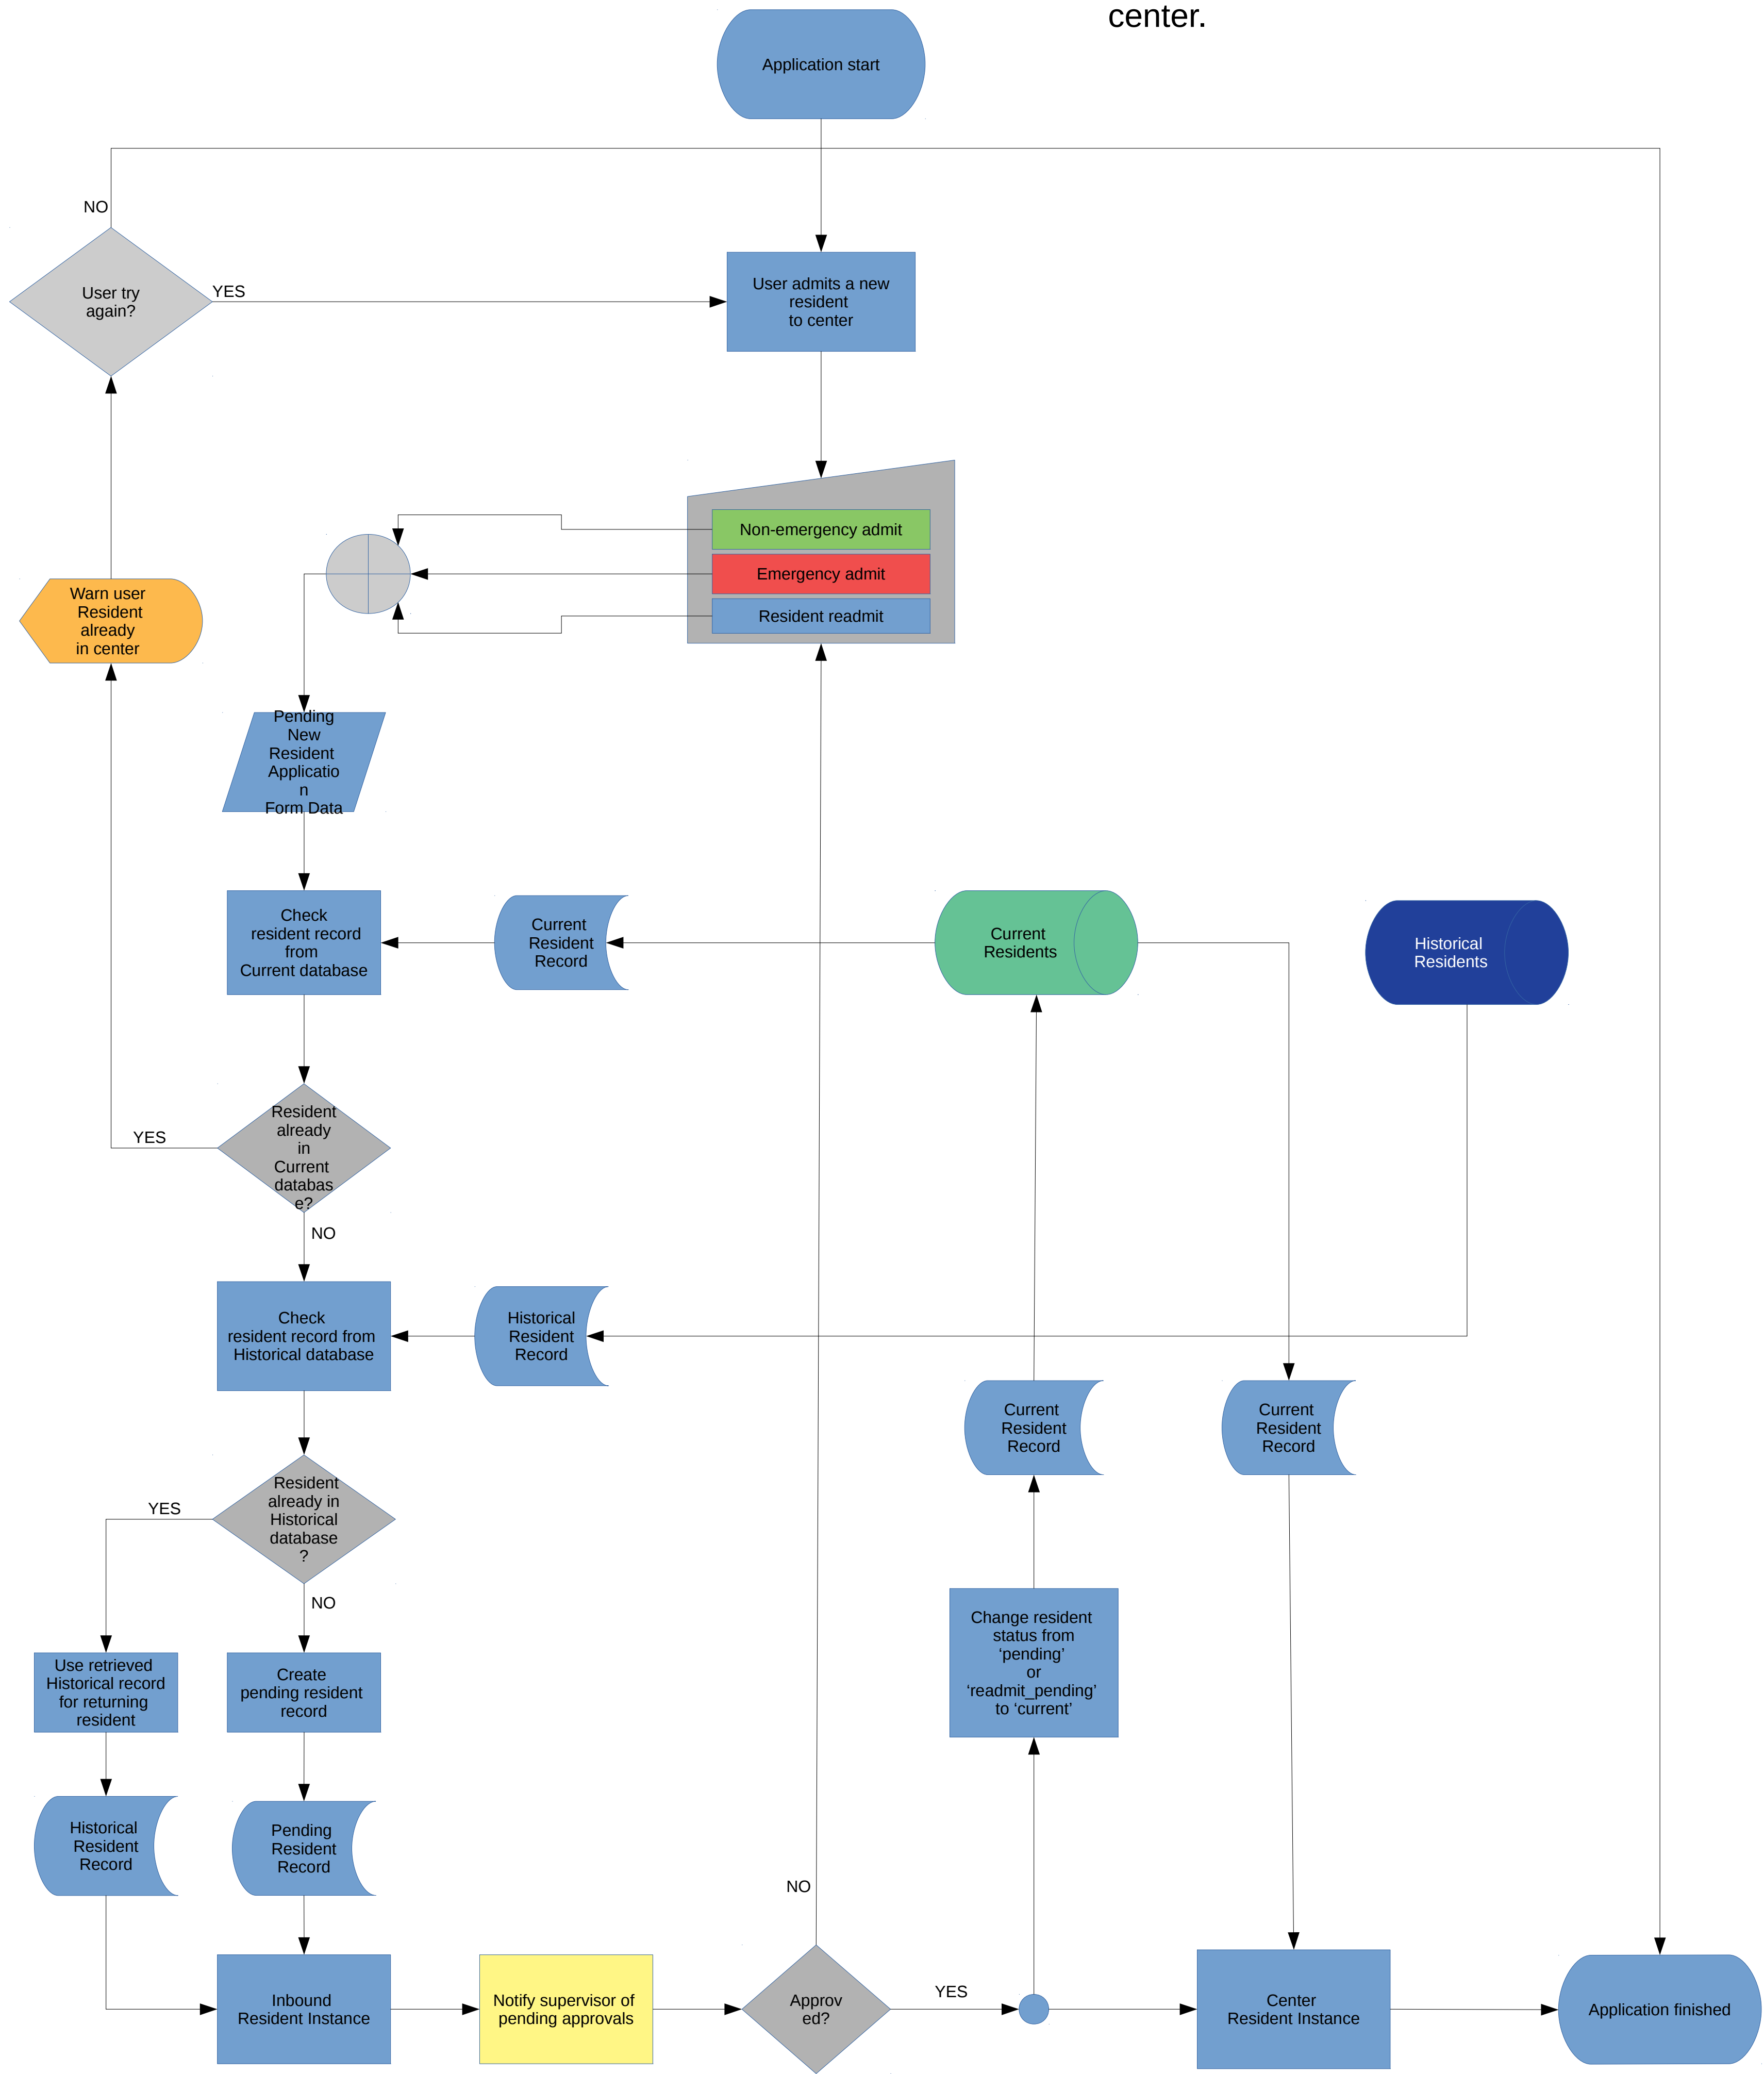 center.
Application start
NO
User try
again?
YES
User admits a new
resident
to center
Non-emergency admit
Emergency admit
Resident readmit
Warn user
Resident
already
in center
Pending
New
Resident
Applicatio
n
Form Data
Check
resident record
from
Current database
Current
Resident
Record
Current
Residents
Historical
Residents
YES
Resident
already
in
Current
databas
e?
NO
Check
resident record from
Historical database
Historical
Resident
Record
Current
Resident
Record
Current
Resident
Record
YES
Resident
already in
Historical
database
?
NO
Change resident
status from
‘pending’
or
‘readmit_pending’
to ‘current’
Use retrieved
Historical record
for returning
resident
Create
pending resident
record
Historical
Resident
Record
Pending
Resident
Record
NO
Inbound
Resident Instance
Notify supervisor of
pending approvals
Approv
ed?
YES
Center
Resident Instance
Application finished